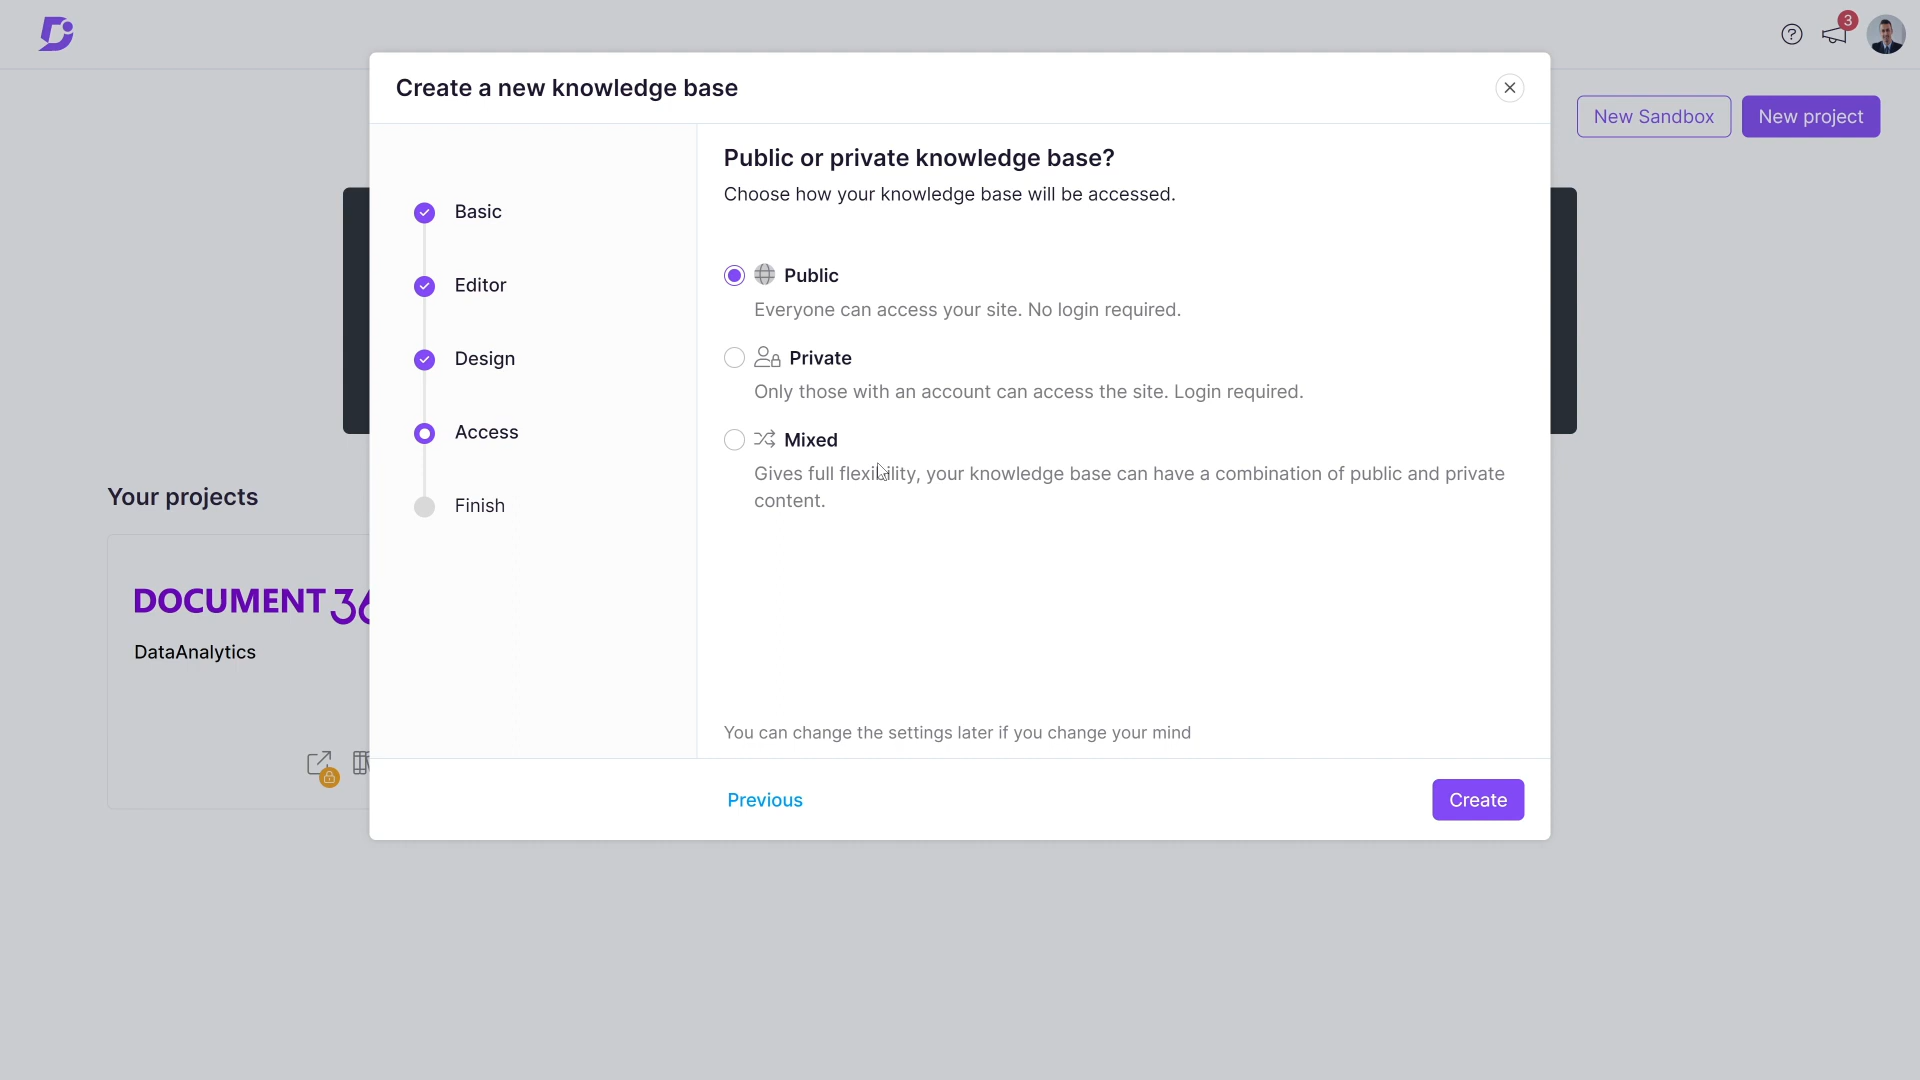 3
Create a new knowledge base
New Sandbox
New project
Basic
Editor
Design
Access
Finish
Public or private knowledge base?
Choose how your knowledge base will be accessed.
Public
Everyone can access your site. No login required.
Private
Only those with an account can access the site. Login required.
Mixed
Gives full flexibility, your knowledge base can have a combination of public and private
content.
You can change the settings later if you change your mind
Previous
Create
Your projects
DOCUMENT36
DataAnalytics